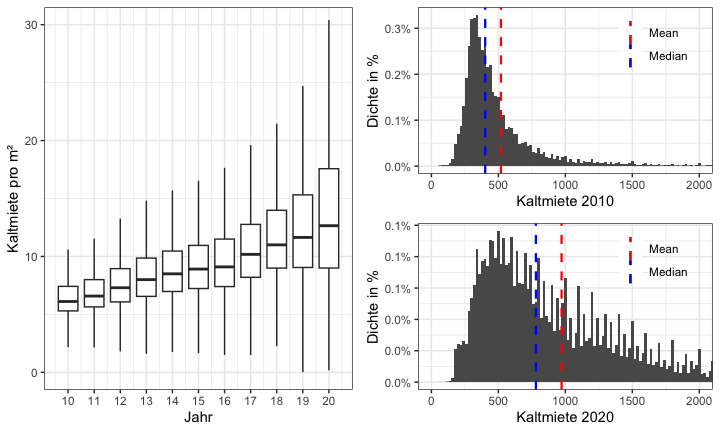 Kaltmiete pro m²
30
20
10
0
10 11 12 13 14 15 16 17 18 19 20
Jahr
Dichte in %
0.3%
0.2%
0.1%
0.0%
Mean
Median
0 500 1000 1500 2000
Kaltmiete 2010
Dichte in %
0.1%
0.1%
0.1%
0.0%
0.0%
0.0%
Mean
Median
0 500 1000 1500 2000
Kaltmiete 2020